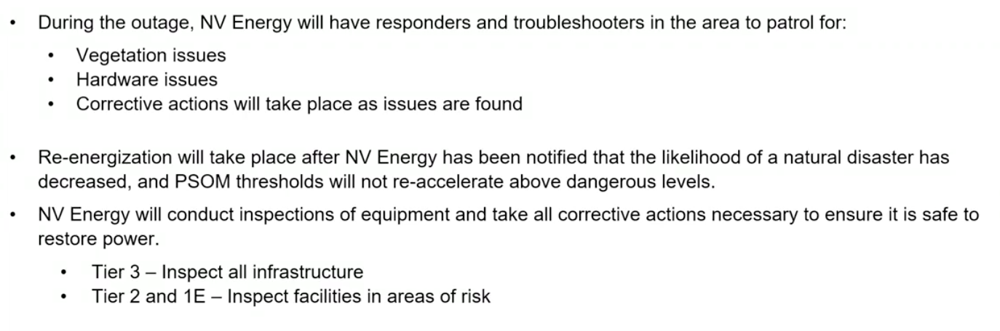 • During the outage, NV Energy will have responders and troubleshooters in the area to patrol for:
• Vegetation issues
• Hardware issues
• Corrective actions will take place as issues are found
• Re-energization will take place after NV Energy has been notified that the likelihood of a natural disaster has
decreased, and PSOM thresholds will not re-accelerate above dangerous levels.
• NV Energy will conduct inspections of equipment and take all corrective actions necessary to ensure it is safe to
restore power.
• Tier 3 – Inspect all infrastructure
• Tier 2 and 1E – Inspect facilities in areas of risk